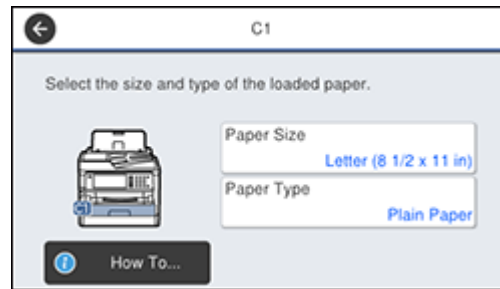 C1
Select the size and type of the loaded paper.
Paper Size
Letter (8 1/2 x 11 in)
Paper Type
Plain Paper
How To...